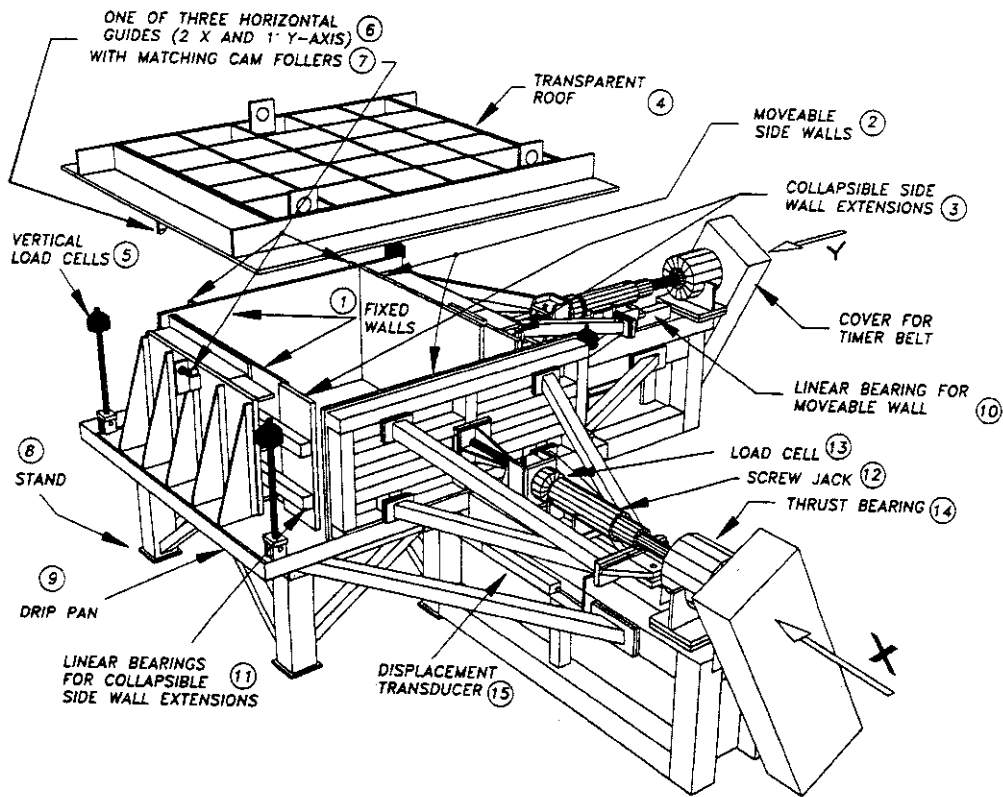 ONE OF THREE HORIZONTAL
GUIDES (2 X AND 1' Y-AXIS) 6
WITH MATCHING CAM FOLLERS 7
TRANSPARENT
ROOF 4
MOVEABLE
SIDE WALLS 2
COLLAPSIBLE SIDE
WALL EXTENSIONS 3
VERTICAL
LOAD CELLS 5
Y
1 FIXED
WALLS
COVER FOR
TIMER BELT
LINEAR BEARING FOR
MOVEABLE WALL 10
8
STAND
LOAD CELL 13
SCREW JACK 12
THRUST BEARING 14
9
DRIP PAN
X
LINEAR BEARINGS
FOR COLLAPSIBLE 11
SIDE WALL EXTENSIONS
DISPLACEMENT
TRANSDUCER 15